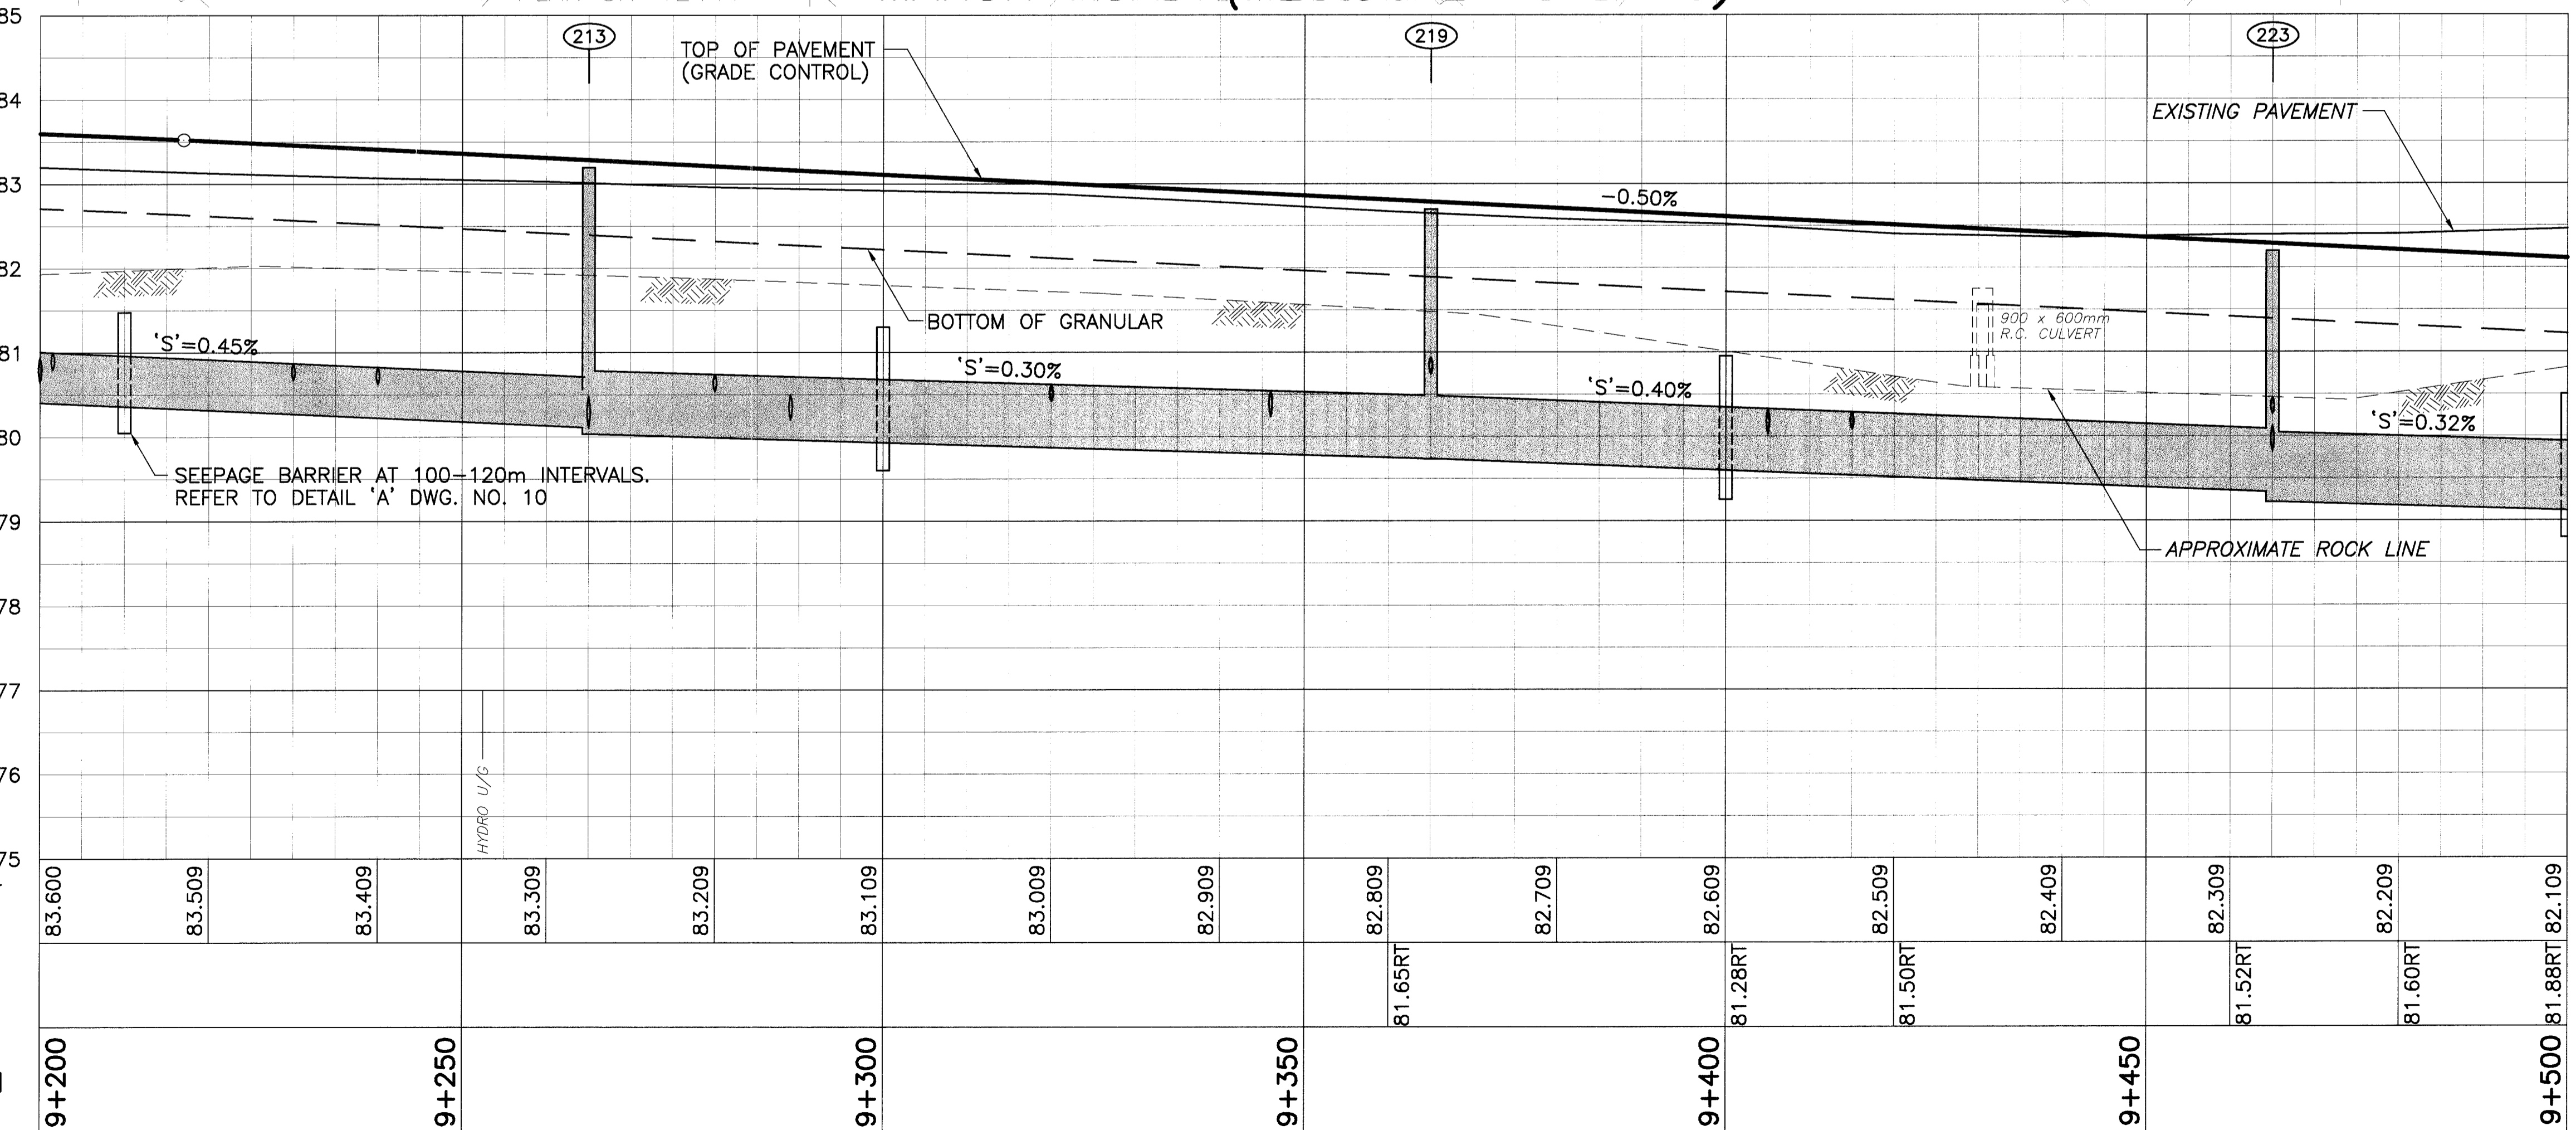 85
213
219
223
TOP OF PAVEMENT
(GRADE CONTROL)
84
EXISTING PAVEMENT
83
-0.50%
82
BOTTOM OF GRANULAR
900 x 600mm
R.C. CULVERT
81
'S'=0.45%
'S'=0.30%
'S'=0.40%
'S'=0.32%
80
SEEPAGE BARRIER AT 100-120m INTERVALS.
REFER TO DETAIL 'A' DWG. NO. 10
79
APPROXIMATE ROCK LINE
78
77
76
HYDRO U/G
75
83.600
83.509
83.409
83.309
83.209
83.109
83.009
82.909
82.809
82.709
82.609
82.509
82.409
82.309
82.209
82.109
81.65RT
81.28RT
81.50RT
81.52RT
81.60RT
81.88RT
9+200
9+250
9+300
9+350
9+400
9+450
9+500